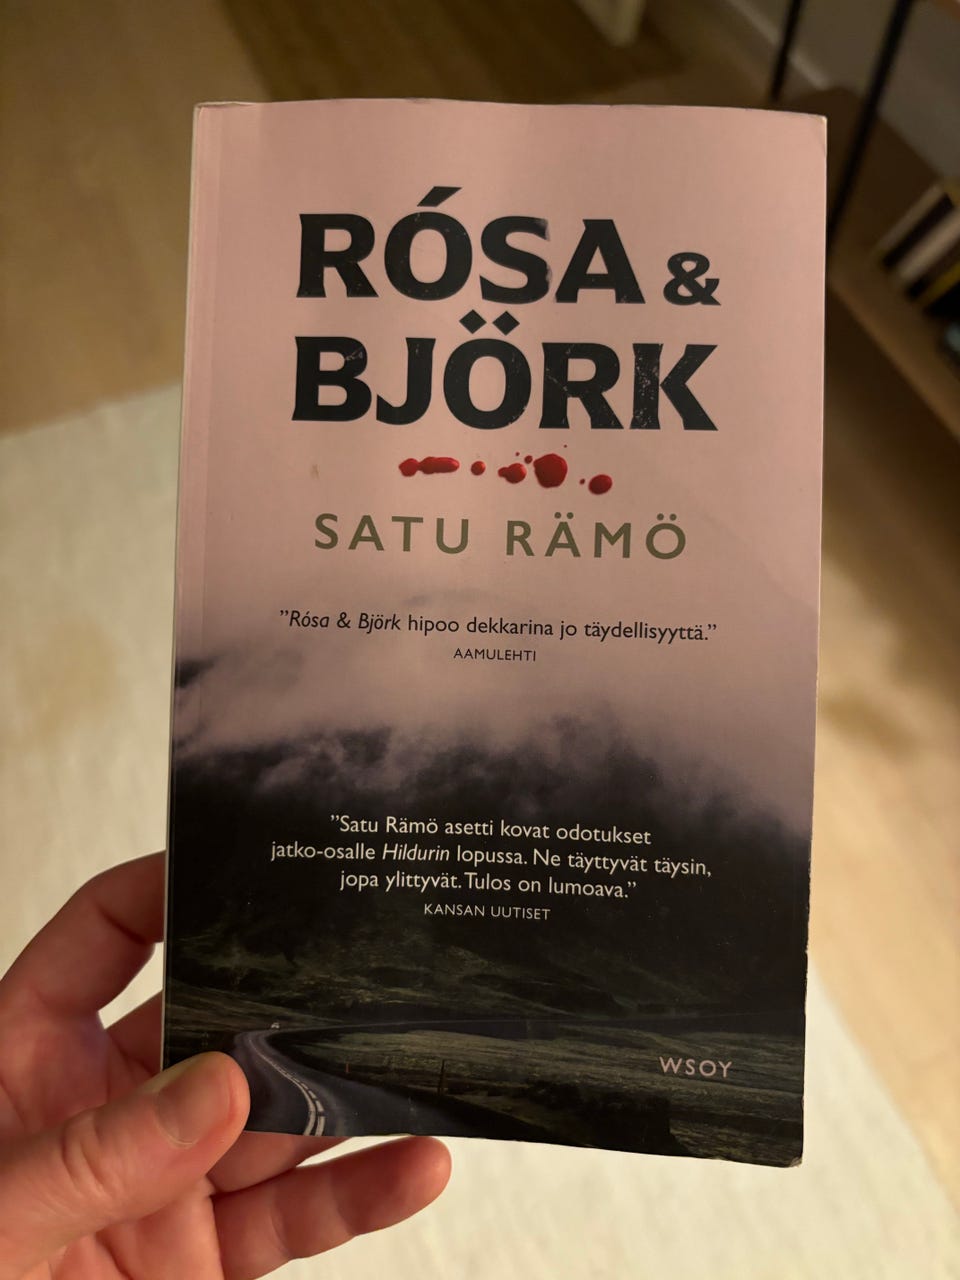 RÓSA &
BJÖRK
SATU RÄMÖ
”Rósa & Björk hipoo dekkarina jo täydellisyyttä.”
AAMULEHTI
”Satu Rämö asetti kovat odotukset
jatko-osalle Hildurin lopussa. Ne täyttyvät täysin,
jopa ylittyvät. Tulos on lumoava.”
KANSAN UUTISET
WSOY